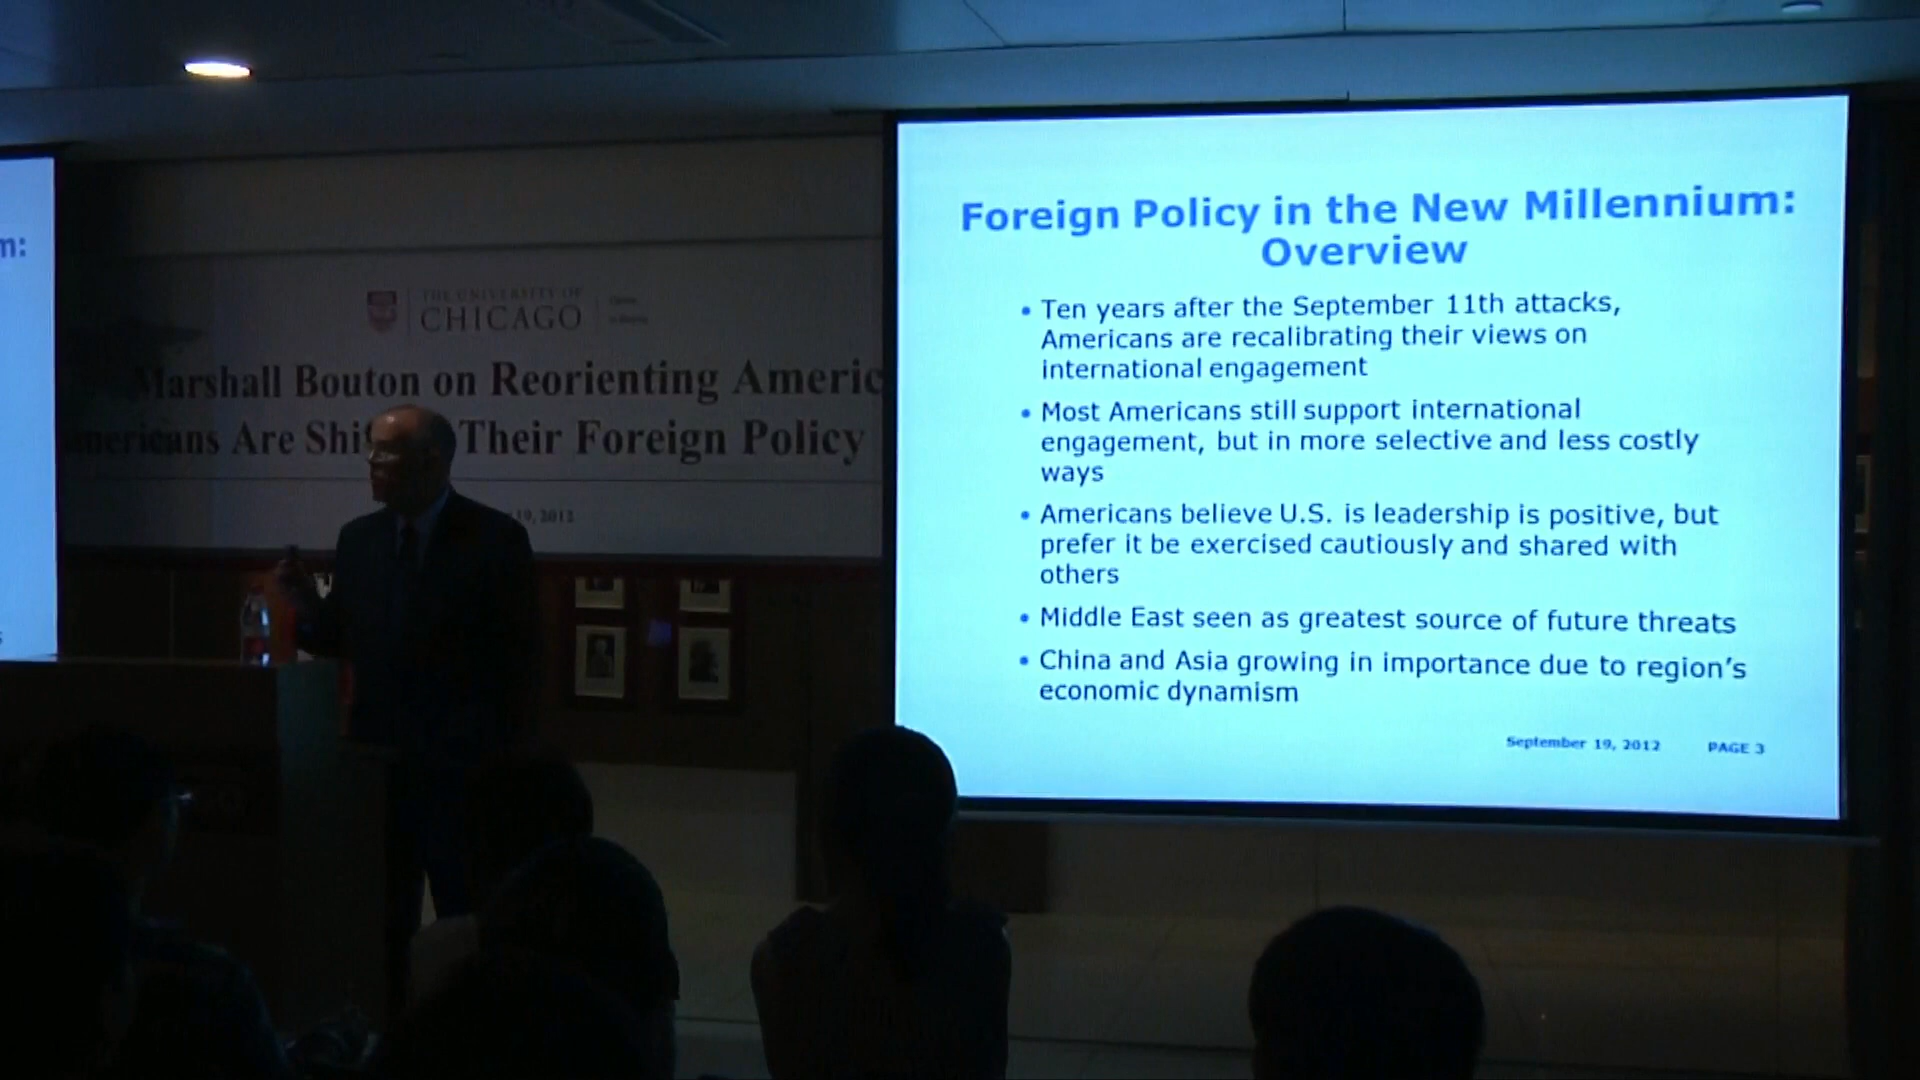 m:
THE UNIVERSITY OF
CHICAGO
Marshall Bouton on Reorienting Americ
mericans Are Shi Their Foreign Policy
19, 2012
Foreign Policy in the New Millennium:
Overview
• Ten years after the September 11th attacks,
Americans are recalibrating their views on
international engagement
• Most Americans still support international
engagement, but in more selective and less costly
ways
• Americans believe U.S. is leadership is positive, but
prefer it be exercised cautiously and shared with
others
• Middle East seen as greatest source of future threats
• China and Asia growing in importance due to region's
economic dynamism
September 19, 2012 PAGE 3